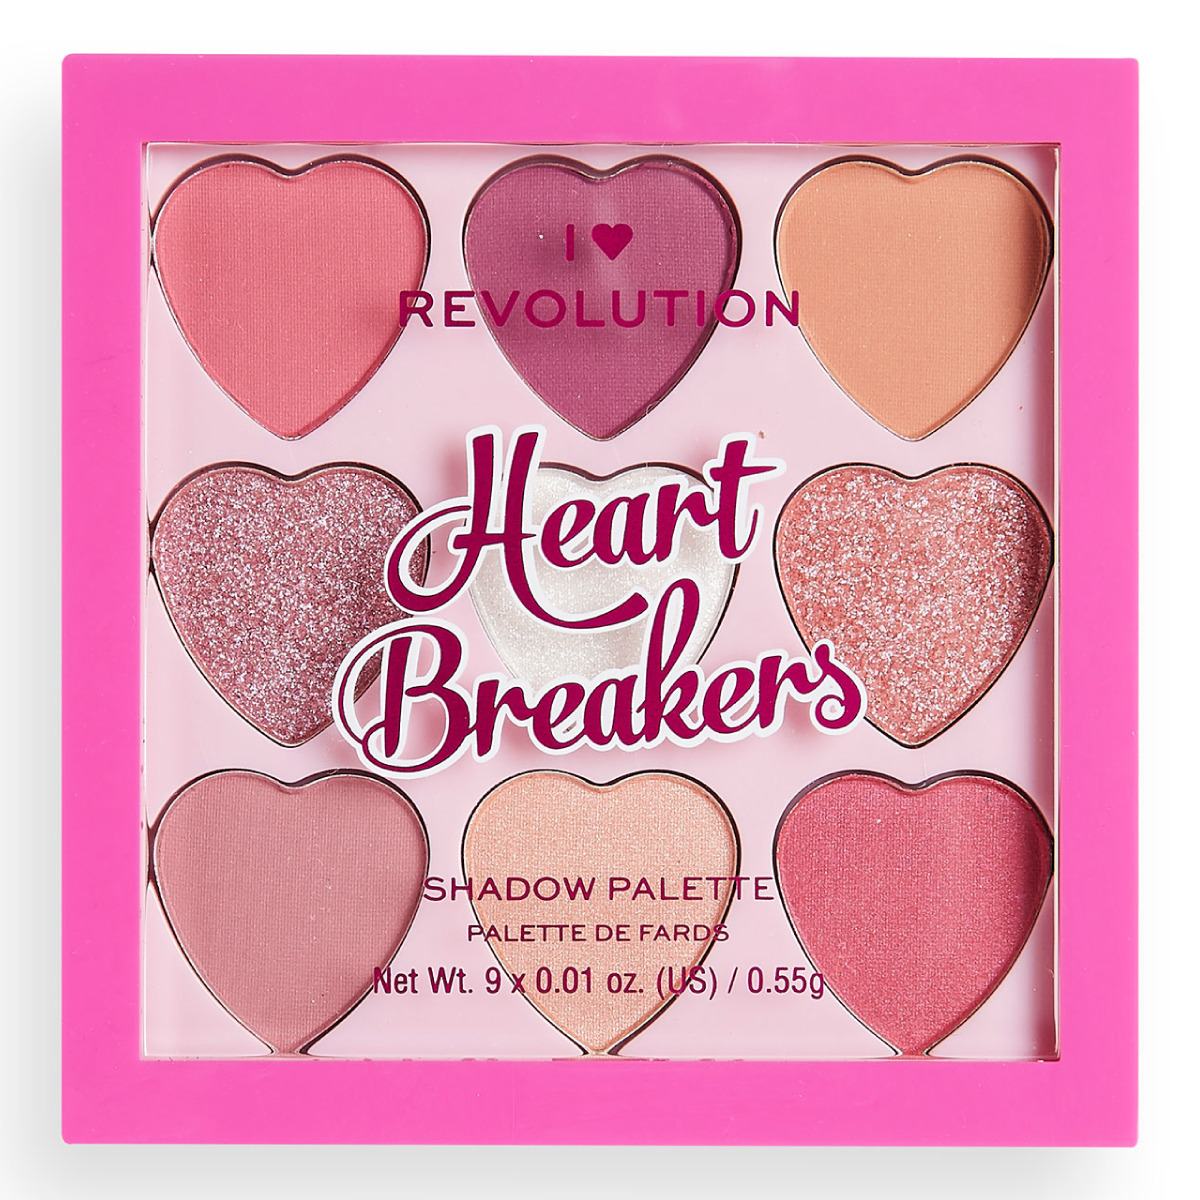 I ♥
REVOLUTION
Heart
Breakers
SHADOW PALETTE
PALETTE DE FARDS
Net Wt. 9 x 0.01 oz. (US) / 0.55g